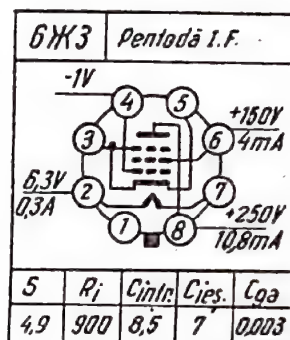 6Ж3 Pentodă I.F.
-1V
4 5
3 6
+150V
4mA
6,3V
0,3A
2 7
1 8
+250V
10,8mA
S Ri Cintr. Cieș. Cga
4,9 900 8,5 7 0,003